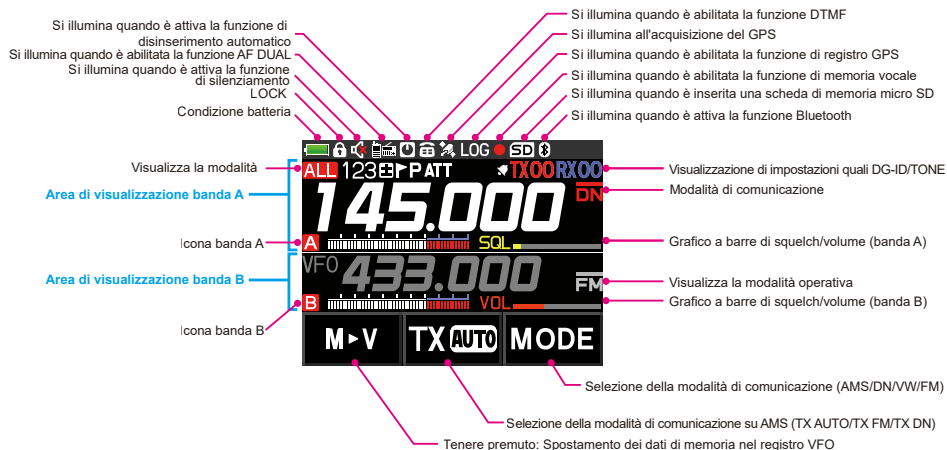 Si illumina quando è attiva la funzione di
disinserimento automatico
Si illumina quando è abilitata la funzione AF DUAL
Si illumina quando è attiva la funzione
di silenziamento
LOCK
Condizione batteria
Si illumina quando è abilitata la funzione DTMF
Si illumina all'acquisizione del GPS
Si illumina quando è abilitata la funzione di registro GPS
Si illumina quando è abilitata la funzione di memoria vocale
Si illumina quando è inserita una scheda di memoria micro SD
Si illumina quando è attiva la funzione Bluetooth
LOG SD
Visualizza la modalità
ALL 123 P ATT TX00 RX00
Visualizzazione di impostazioni quali DG-ID/TONE
Area di visualizzazione banda A
145.000 DN
Modalità di comunicazione
Icona banda A
A SQL
Grafico a barre di squelch/volume (banda A)
Area di visualizzazione banda B
VFO 433.000 FM
Visualizza la modalità operativa
Icona banda B
B VOL
Grafico a barre di squelch/volume (banda B)
M►V TX AUTO MODE
Selezione della modalità di comunicazione (AMS/DN/VW/FM)
Selezione della modalità di comunicazione su AMS (TX AUTO/TX FM/TX DN)
Tenere premuto: Spostamento dei dati di memoria nel registro VFO